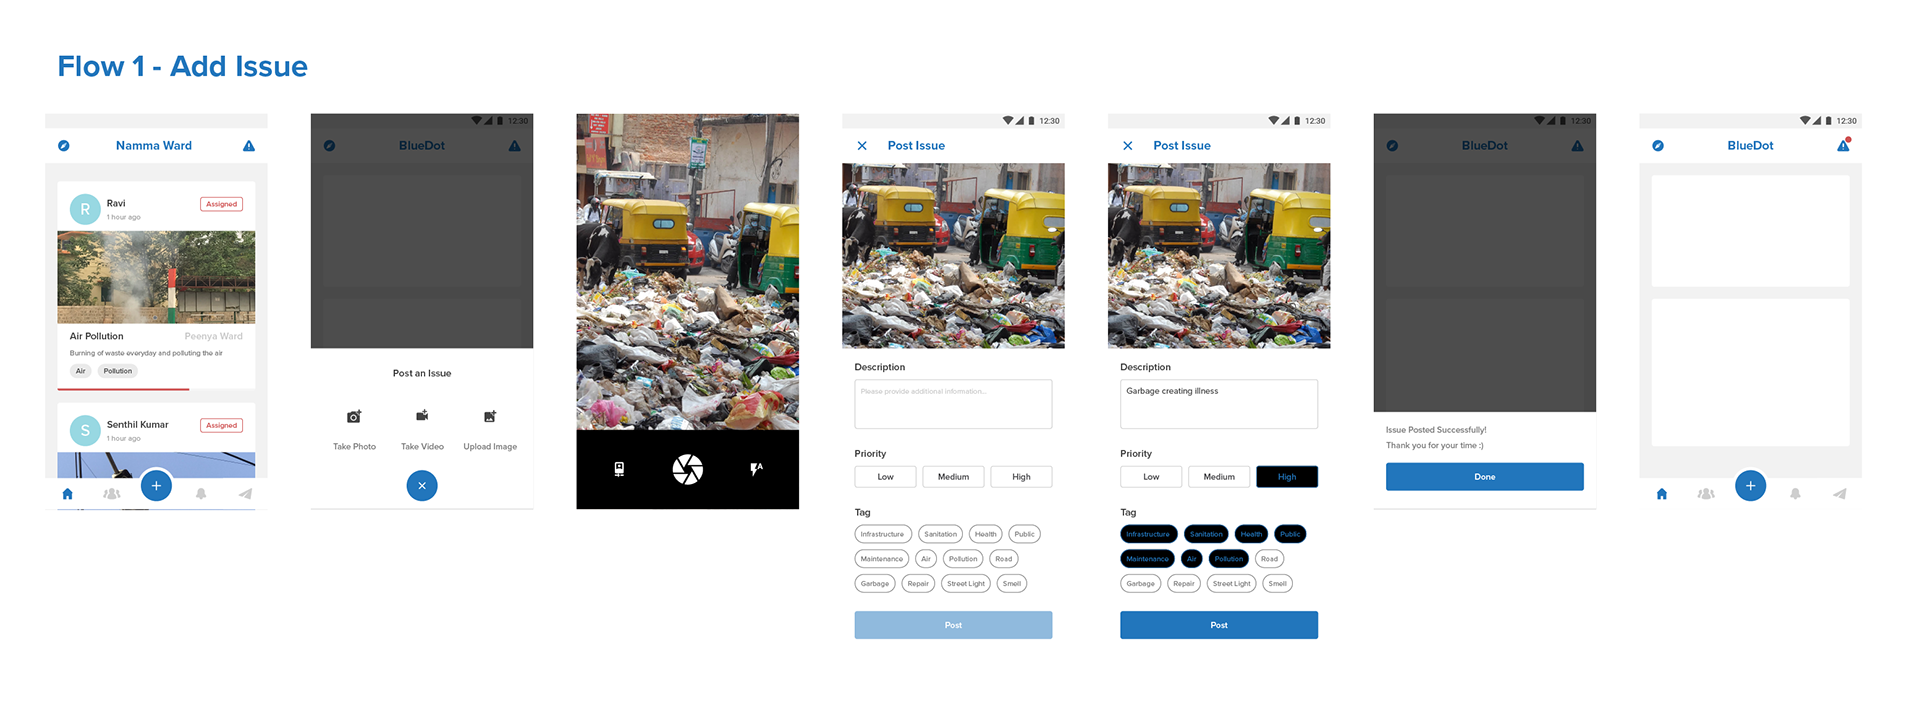 Flow 1 - Add Issue
Namma Ward
Ravi
1 hour ago
Assigned
Air Pollution
Peenya Ward
Burning of waste everyday and polluting the air
Air
Pollution
Senthil Kumar
1 hour ago
Assigned
12:30
BlueDot
Post an Issue
Take Photo
Take Video
Upload Image
12:30
Post Issue
Description
Please provide additional information...
Priority
Low
Medium
High
Tag
Infrastructure
Sanitation
Health
Public
Maintenance
Air
Pollution
Road
Garbage
Repair
Street Light
Smell
Post
12:30
Post Issue
Description
Garbage creating illness
Priority
Low
Medium
High
Tag
Infrastructure
Sanitation
Health
Public
Maintenance
Air
Pollution
Road
Garbage
Repair
Street Light
Smell
Post
12:30
BlueDot
Issue Posted Successfully!
Thank you for your time :)
Done
12:30
BlueDot